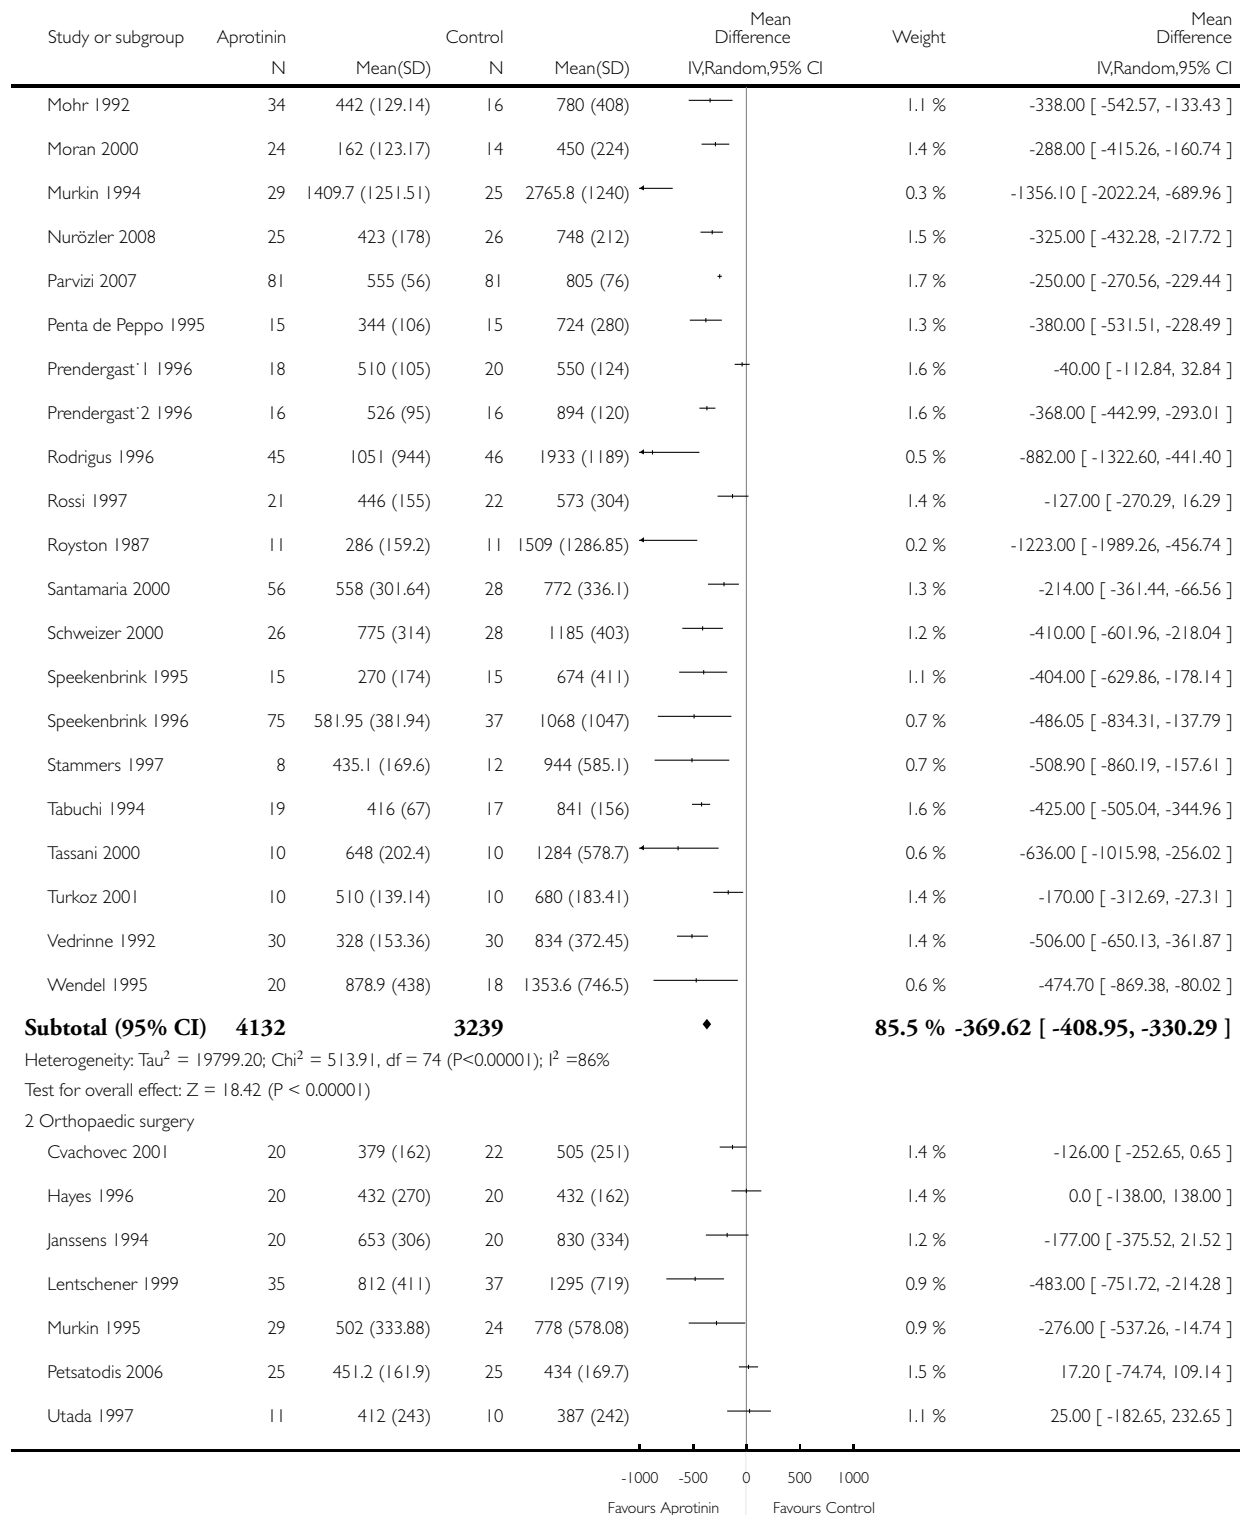 Study or subgroup Aprotinin Control Mean Difference Weight Mean Difference
N Mean(SD) N Mean(SD) IV,Random,95% CI IV,Random,95% CI
Mohr 1992 34 442 (129.14) 16 780 (408) 1.1 % -338.00 [ -542.57, -133.43 ]
Moran 2000 24 162 (123.17) 14 450 (224) 1.4 % -288.00 [ -415.26, -160.74 ]
Murkin 1994 29 1409.7 (1251.51) 25 2765.8 (1240) 0.3 % -1356.10 [ -2022.24, -689.96 ]
Nurözler 2008 25 423 (178) 26 748 (212) 1.5 % -325.00 [ -432.28, -217.72 ]
Parvizi 2007 81 555 (56) 81 805 (76) 1.7 % -250.00 [ -270.56, -229.44 ]
Penta de Peppo 1995 15 344 (106) 15 724 (280) 1.3 % -380.00 [ -531.51, -228.49 ]
Prendergast˙1 1996 18 510 (105) 20 550 (124) 1.6 % -40.00 [ -112.84, 32.84 ]
Prendergast˙2 1996 16 526 (95) 16 894 (120) 1.6 % -368.00 [ -442.99, -293.01 ]
Rodrigus 1996 45 1051 (944) 46 1933 (1189) 0.5 % -882.00 [ -1322.60, -441.40 ]
Rossi 1997 21 446 (155) 22 573 (304) 1.4 % -127.00 [ -270.29, 16.29 ]
Royston 1987 11 286 (159.2) 11 1509 (1286.85) 0.2 % -1223.00 [ -1989.26, -456.74 ]
Santamaria 2000 56 558 (301.64) 28 772 (336.1) 1.3 % -214.00 [ -361.44, -66.56 ]
Schweizer 2000 26 775 (314) 28 1185 (403) 1.2 % -410.00 [ -601.96, -218.04 ]
Speekenbrink 1995 15 270 (174) 15 674 (411) 1.1 % -404.00 [ -629.86, -178.14 ]
Speekenbrink 1996 75 581.95 (381.94) 37 1068 (1047) 0.7 % -486.05 [ -834.31, -137.79 ]
Stammers 1997 8 435.1 (169.6) 12 944 (585.1) 0.7 % -508.90 [ -860.19, -157.61 ]
Tabuchi 1994 19 416 (67) 17 841 (156) 1.6 % -425.00 [ -505.04, -344.96 ]
Tassani 2000 10 648 (202.4) 10 1284 (578.7) 0.6 % -636.00 [ -1015.98, -256.02 ]
Turkoz 2001 10 510 (139.14) 10 680 (183.41) 1.4 % -170.00 [ -312.69, -27.31 ]
Vedrinne 1992 30 328 (153.36) 30 834 (372.45) 1.4 % -506.00 [ -650.13, -361.87 ]
Wendel 1995 20 878.9 (438) 18 1353.6 (746.5) 0.6 % -474.70 [ -869.38, -80.02 ]
Subtotal (95% CI) 4132 3239 85.5 % -369.62 [ -408.95, -330.29 ]
Heterogeneity: Tau² = 19799.20; Chi² = 513.91, df = 74 (P<0.00001); I² =86%
Test for overall effect: Z = 18.42 (P < 0.00001)
2 Orthopaedic surgery
Cvachovec 2001 20 379 (162) 22 505 (251) 1.4 % -126.00 [ -252.65, 0.65 ]
Hayes 1996 20 432 (270) 20 432 (162) 1.4 % 0.0 [ -138.00, 138.00 ]
Janssens 1994 20 653 (306) 20 830 (334) 1.2 % -177.00 [ -375.52, 21.52 ]
Lentschener 1999 35 812 (411) 37 1295 (719) 0.9 % -483.00 [ -751.72, -214.28 ]
Murkin 1995 29 502 (333.88) 24 778 (578.08) 0.9 % -276.00 [ -537.26, -14.74 ]
Petsatodis 2006 25 451.2 (161.9) 25 434 (169.7) 1.5 % 17.20 [ -74.74, 109.14 ]
Utada 1997 11 412 (243) 10 387 (242) 1.1 % 25.00 [ -182.65, 232.65 ]
-1000 -500 0 500 1000
Favours Aprotinin Favours Control